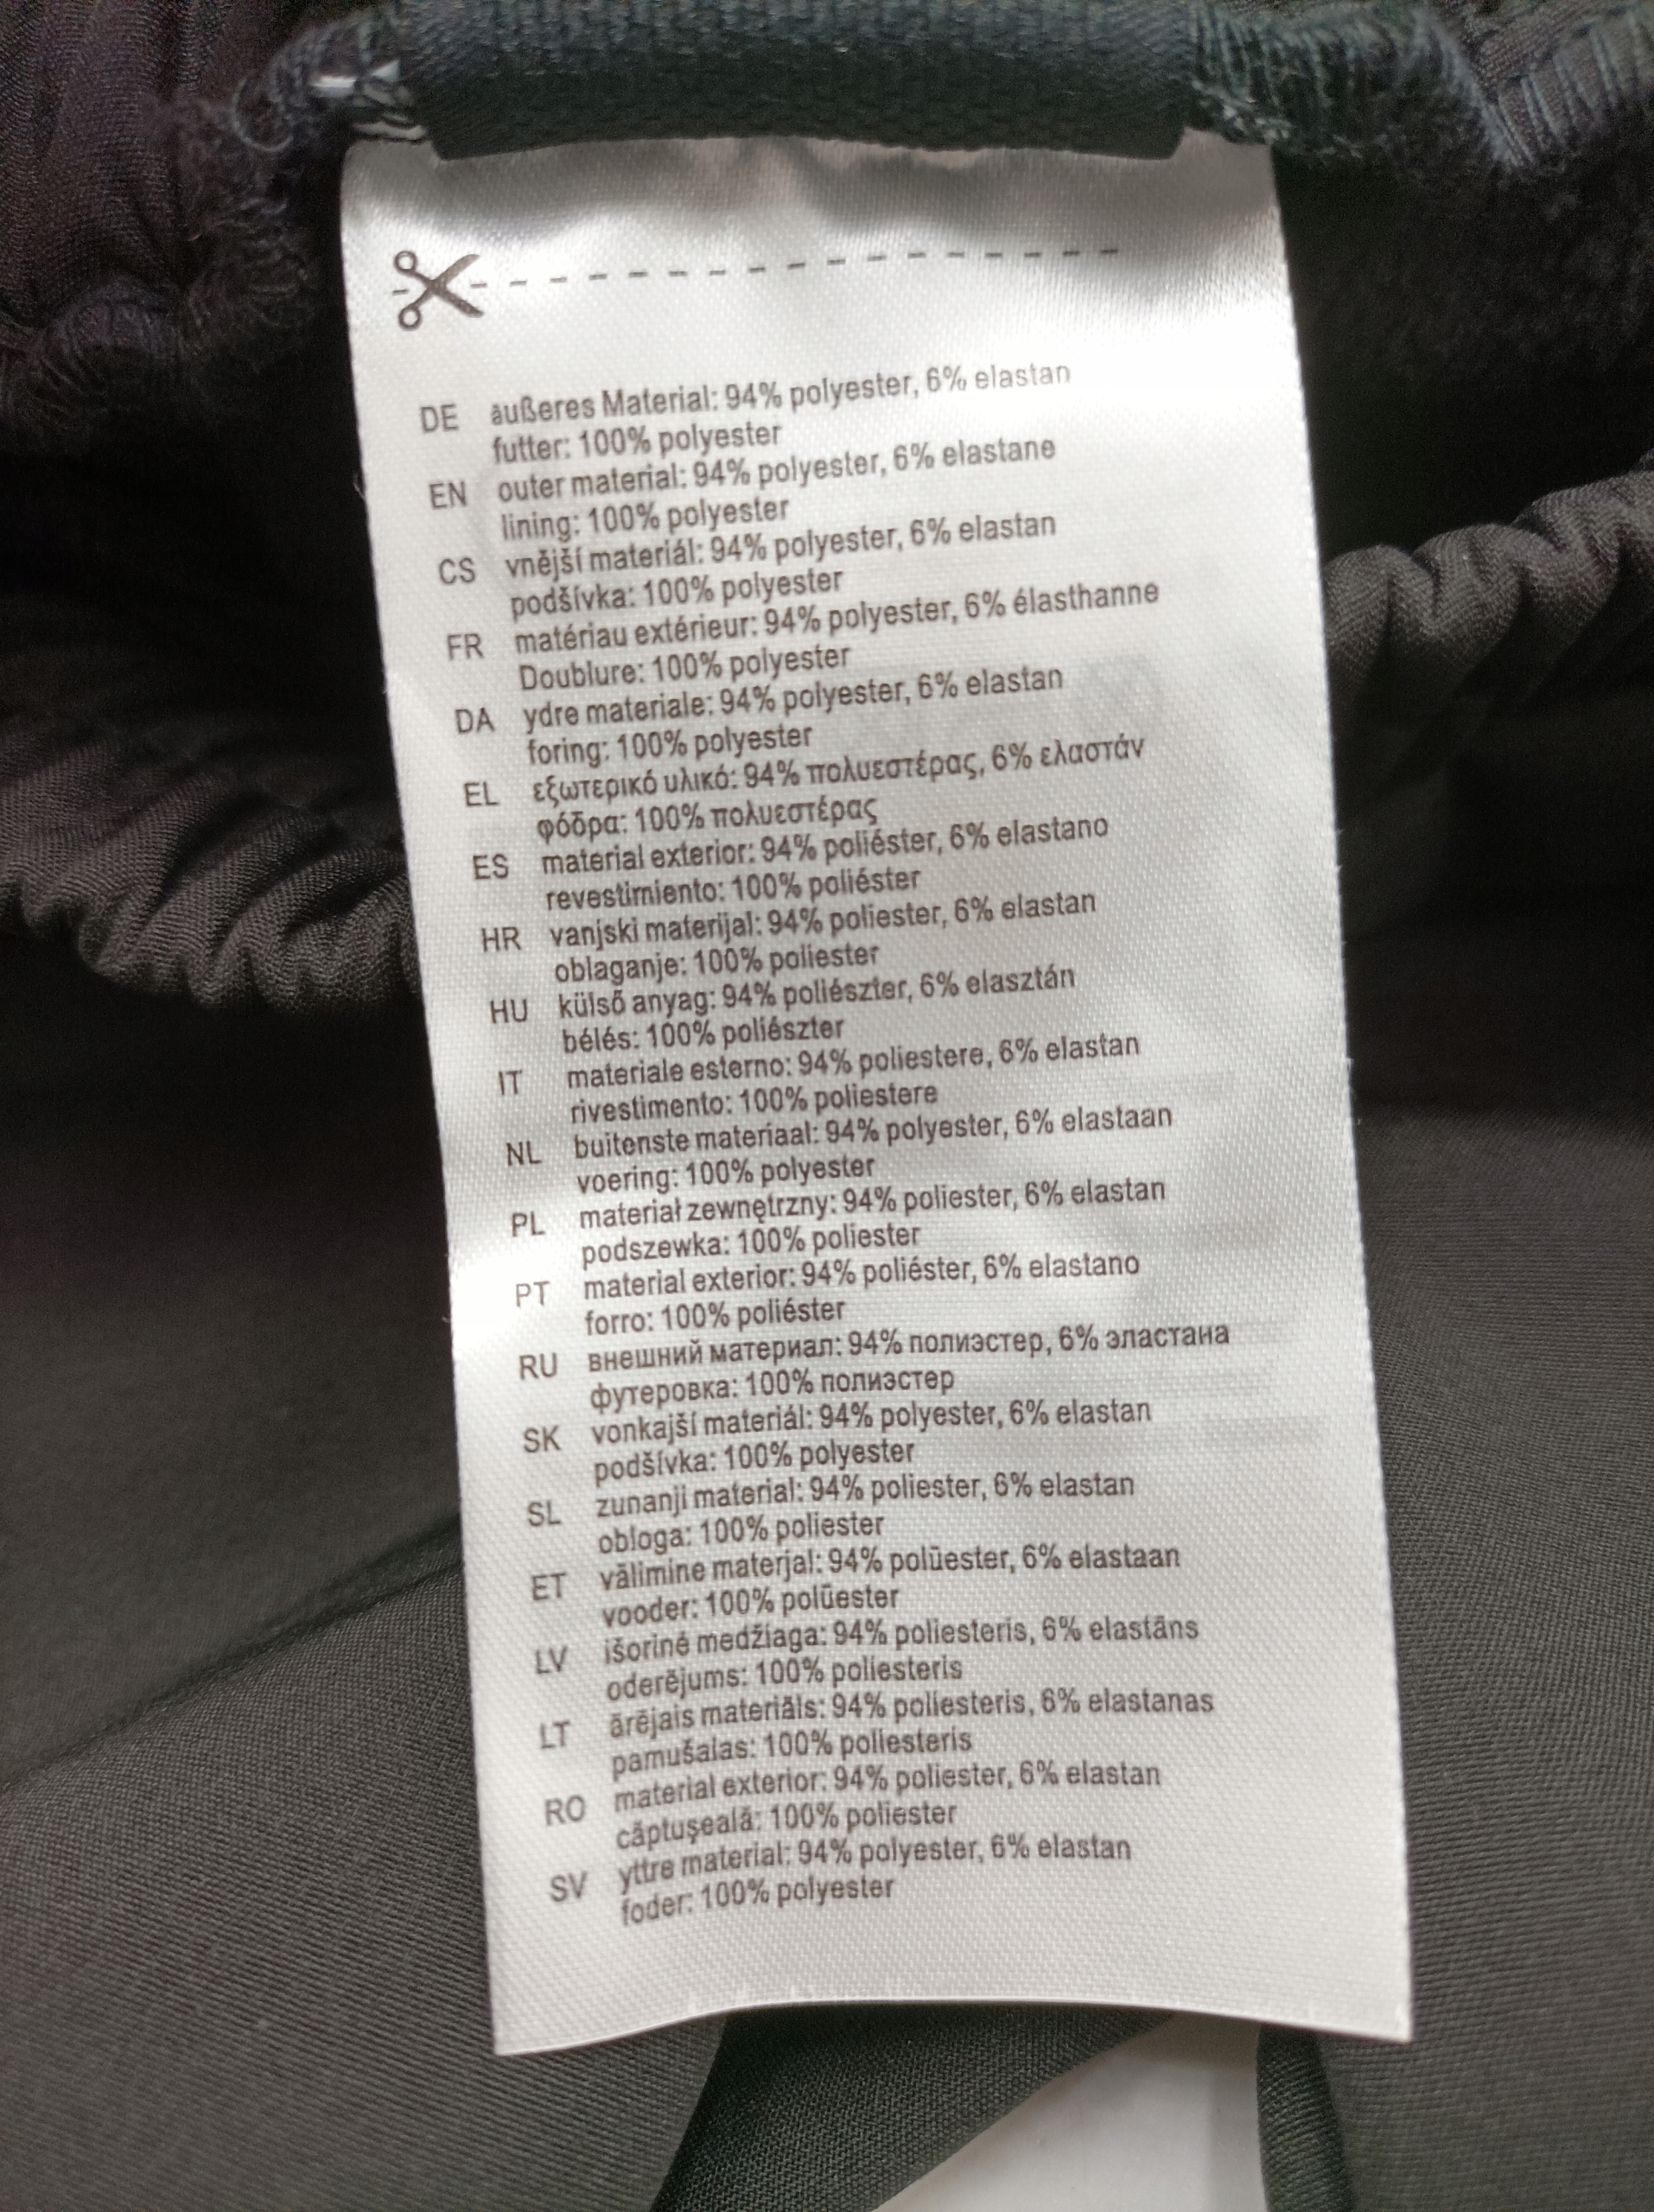 DE äußeres Material: 94% polyester, 6% elastan
futter: 100% polyester
EN outer material: 94% polyester, 6% elastane
lining: 100% polyester
CS vnější materiál: 94% polyester, 6% elastan
podšívka: 100% polyester
FR matériau extérieur: 94% polyester, 6% élasthanne
Doublure: 100% polyester
DA ydre materiale: 94% polyester, 6% elastan
foring: 100% polyester
EL εξωτερικό υλικό: 94% πολυεστέρας, 6% ελαστάν
φόδρα: 100% πολυεστέρας
ES material exterior: 94% poliéster, 6% elastano
revestimiento: 100% poliéster
HR vanjski materijal: 94% poliester, 6% elastan
oblaganje: 100% poliester
HU külső anyag: 94% poliészter, 6% elasztán
bélés: 100% poliészter
IT materiale esterno: 94% poliestere, 6% elastan
rivestimento: 100% poliestere
NL buitenste materiaal: 94% polyester, 6% elastaan
voering: 100% polyester
PL materiał zewnętrzny: 94% poliester, 6% elastan
podszewka: 100% poliester
PT material exterior: 94% poliéster, 6% elastano
forro: 100% poliéster
RU внешний материал: 94% полиэстер, 6% эластана
футеровка: 100% полиэстер
SK vonkajší materiál: 94% polyester, 6% elastan
podšívka: 100% polyester
SL zunanji material: 94% poliester, 6% elastan
obloga: 100% poliester
ET välimine materjal: 94% polüester, 6% elastaan
vooder: 100% polüester
LV išorinė medžiaga: 94% poliesteris, 6% elastāns
oderējums: 100% poliesteris
LT ārējais materiāls: 94% poliesteris, 6% elastanas
pamušalas: 100% poliesteris
RO material exterior: 94% poliester, 6% elastan
căptuşeală: 100% poliester
SV yttre material: 94% polyester, 6% elastan
foder: 100% polyester